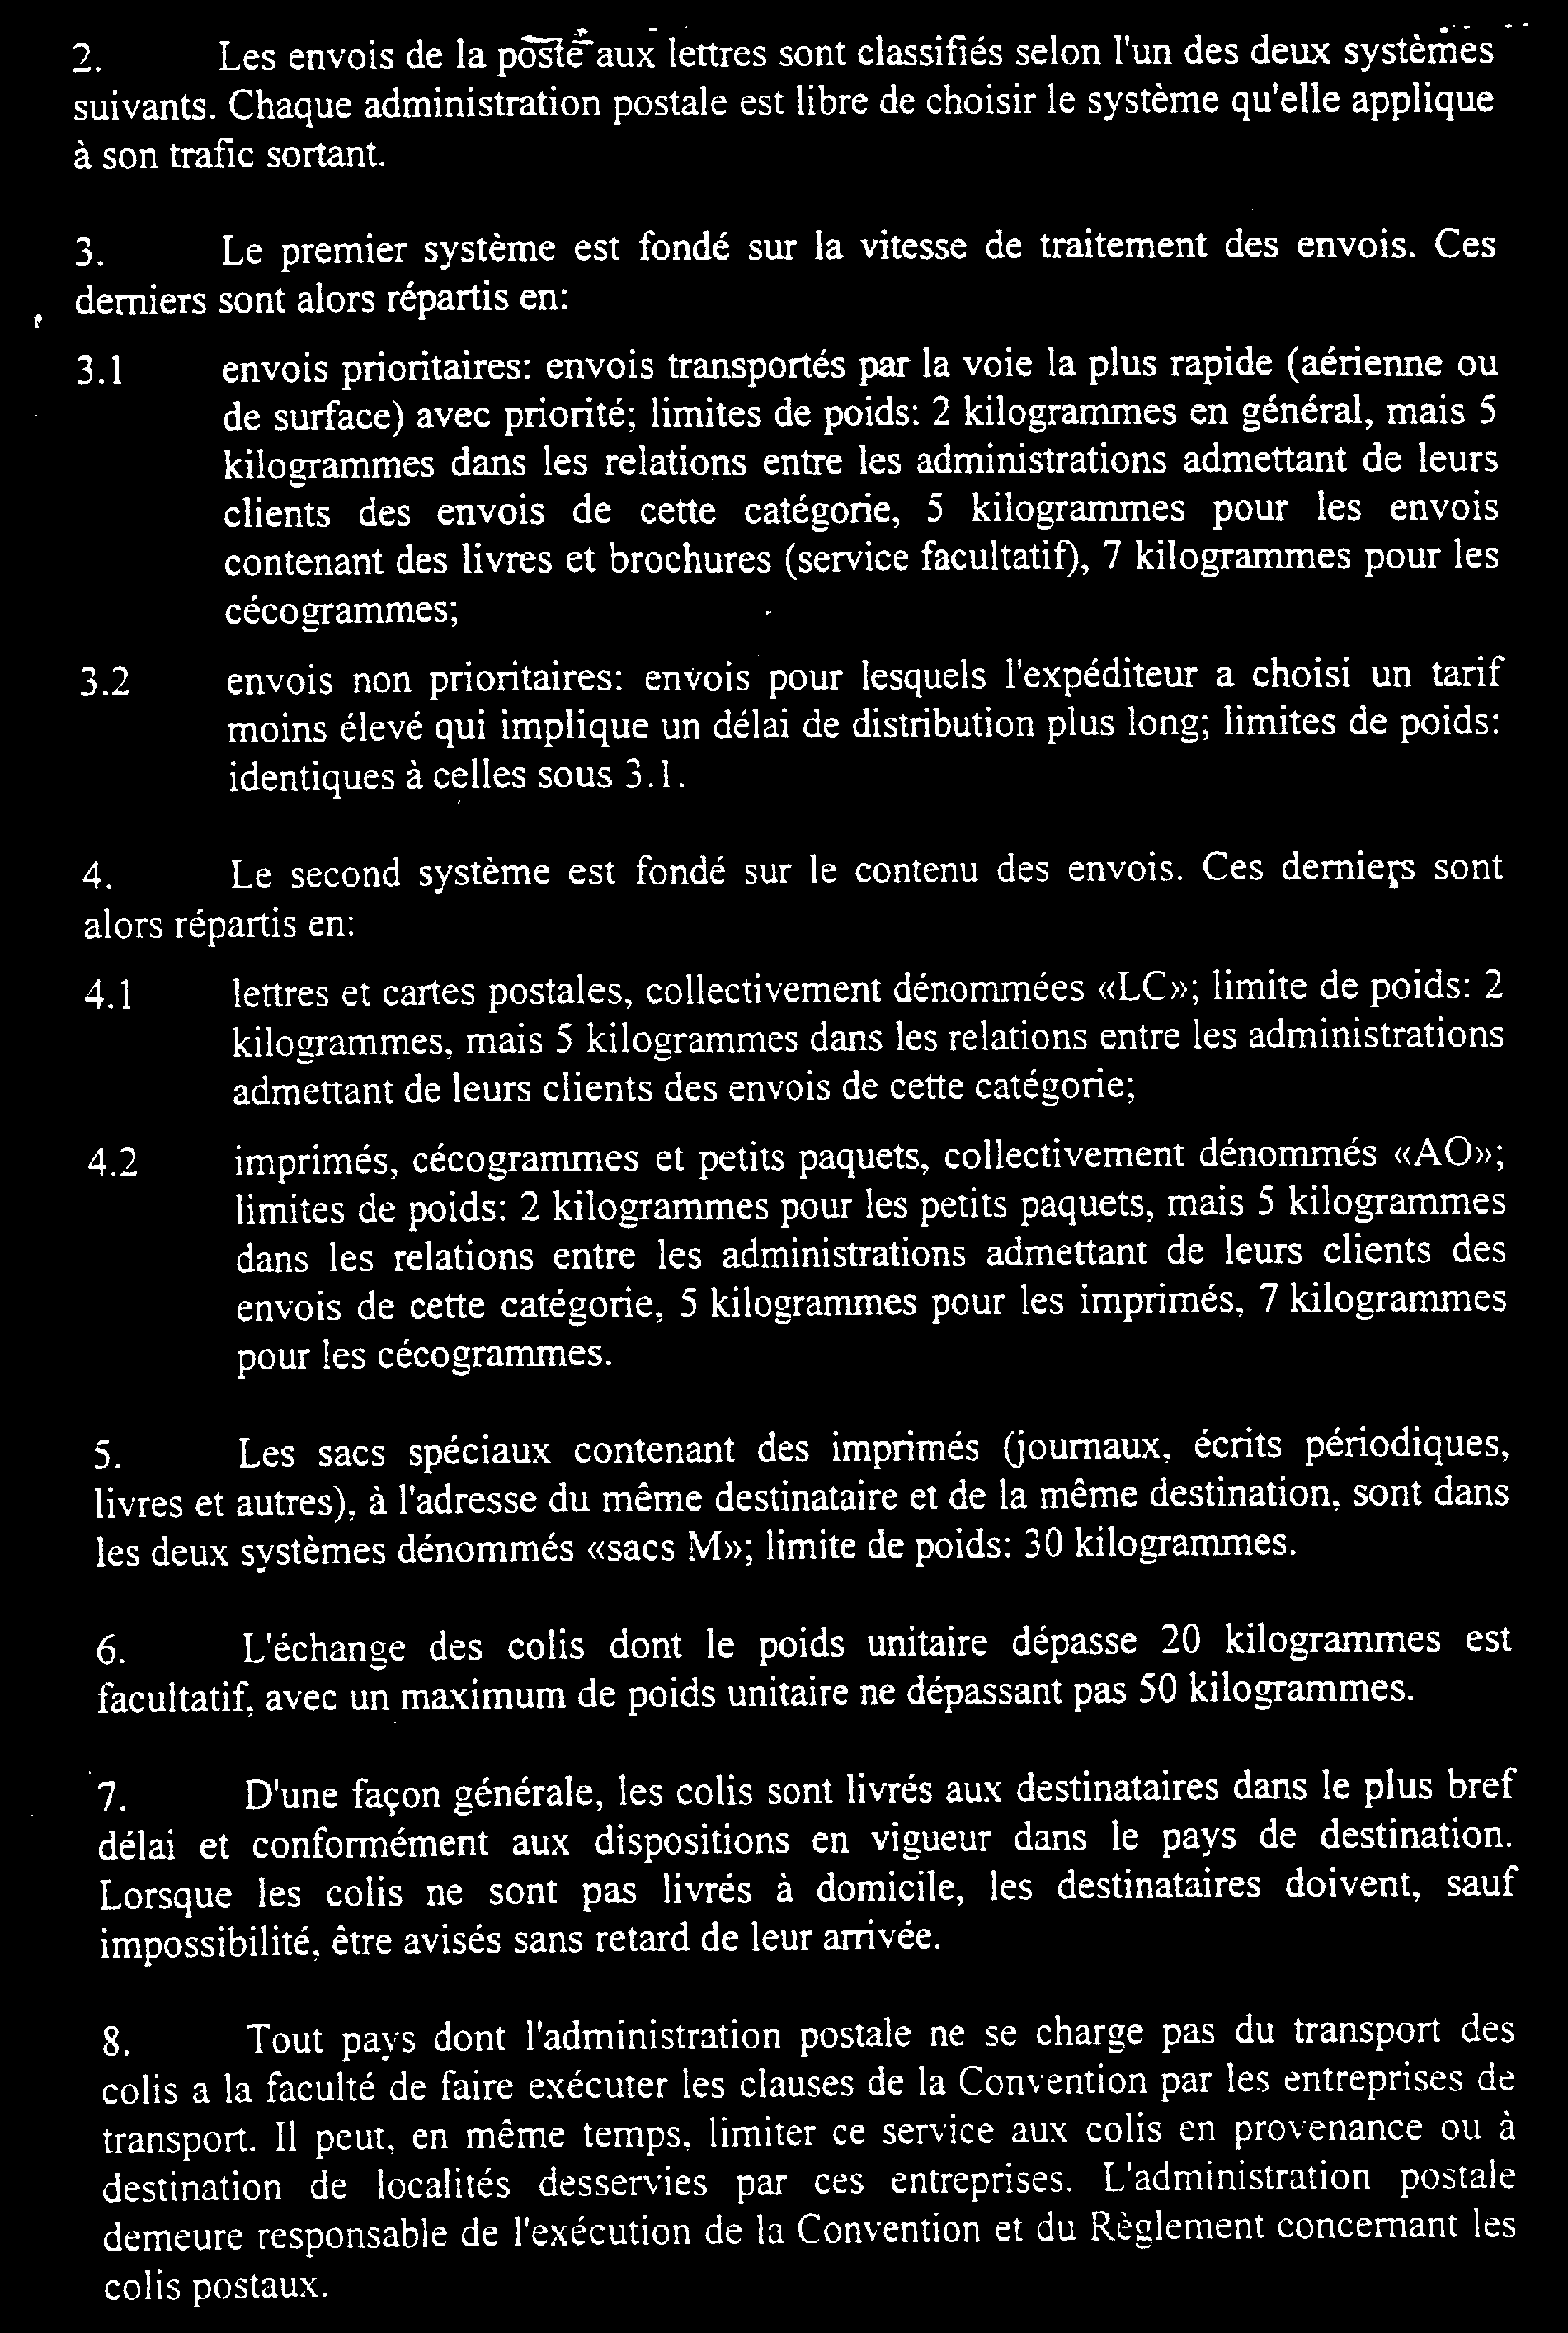 2. Les envois de la poste aux lettres sont classifiés selon l'un des deux systèmes
suivants. Chaque administration postale est libre de choisir le système qu'elle applique
à son trafic sortant.
3. Le premier système est fondé sur la vitesse de traitement des envois. Ces
derniers sont alors répartis en:
3.1 envois prioritaires: envois transportés par la voie la plus rapide (aérienne ou
de surface) avec priorité; limites de poids: 2 kilogrammes en général, mais 5
kilogrammes dans les relations entre les administrations admettant de leurs
clients des envois de cette catégorie, 5 kilogrammes pour les envois
contenant des livres et brochures (service facultatif), 7 kilogrammes pour les
cécogrammes;
3.2 envois non prioritaires: envois pour lesquels l'expéditeur a choisi un tarif
moins élevé qui implique un délai de distribution plus long; limites de poids:
identiques à celles sous 3.1.
4. Le second système est fondé sur le contenu des envois. Ces derniers sont
alors répartis en:
4.1 lettres et cartes postales, collectivement dénommées «LC»; limite de poids: 2
kilogrammes, mais 5 kilogrammes dans les relations entre les administrations
admettant de leurs clients des envois de cette catégorie;
4.2 imprimés, cécogrammes et petits paquets, collectivement dénommés «AO»;
limites de poids: 2 kilogrammes pour les petits paquets, mais 5 kilogrammes
dans les relations entre les administrations admettant de leurs clients des
envois de cette catégorie, 5 kilogrammes pour les imprimés, 7 kilogrammes
pour les cécogrammes.
5. Les sacs spéciaux contenant des imprimés (journaux, écrits périodiques,
livres et autres), à l'adresse du même destinataire et de la même destination, sont dans
les deux systèmes dénommés «sacs M»; limite de poids: 30 kilogrammes.
6. L'échange des colis dont le poids unitaire dépasse 20 kilogrammes est
facultatif, avec un maximum de poids unitaire ne dépassant pas 50 kilogrammes.
7. D'une façon générale, les colis sont livrés aux destinataires dans le plus bref
délai et conformément aux dispositions en vigueur dans le pays de destination.
Lorsque les colis ne sont pas livrés à domicile, les destinataires doivent, sauf
impossibilité, être avisés sans retard de leur arrivée.
8. Tout pays dont l'administration postale ne se charge pas du transport des
colis a la faculté de faire exécuter les clauses de la Convention par les entreprises de
transport. Il peut, en même temps, limiter ce service aux colis en provenance ou à
destination de localités desservies par ces entreprises. L'administration postale
demeure responsable de l'exécution de la Convention et du Règlement concernant les
colis postaux.